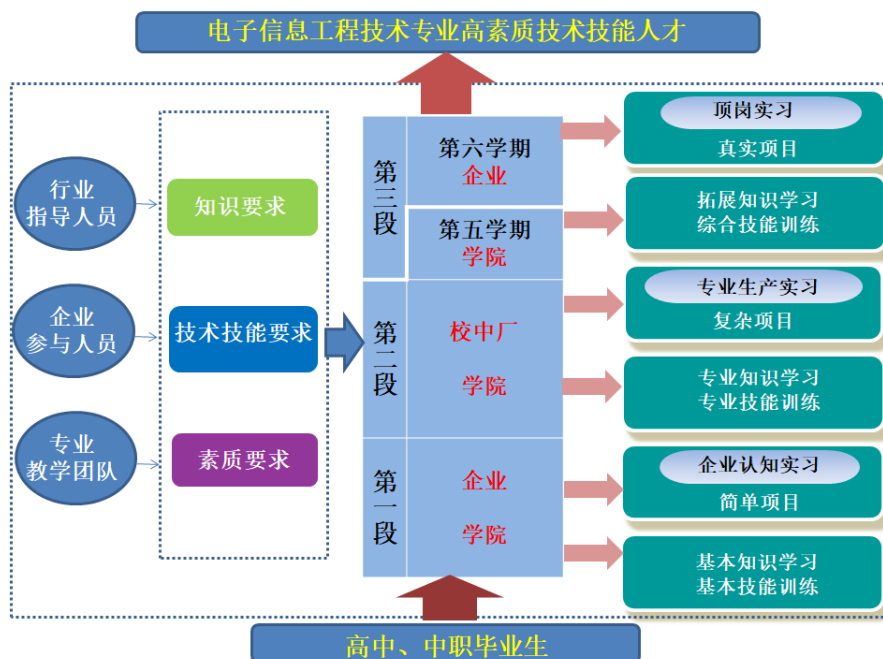 电子信息工程技术专业高素质技术技能人才
行业
指导人员
企业
参与人员
专业
教学团队
知识要求
技术技能要求
素质要求
第三段
第六学期
企业
第五学期
学院
第二段
校中厂
学院
第一段
企业
学院
顶岗实习
真实项目
拓展知识学习
综合技能训练
专业生产实习
复杂项目
专业知识学习
专业技能训练
企业认知实习
简单项目
基本知识学习
基本技能训练
高中、中职毕业生